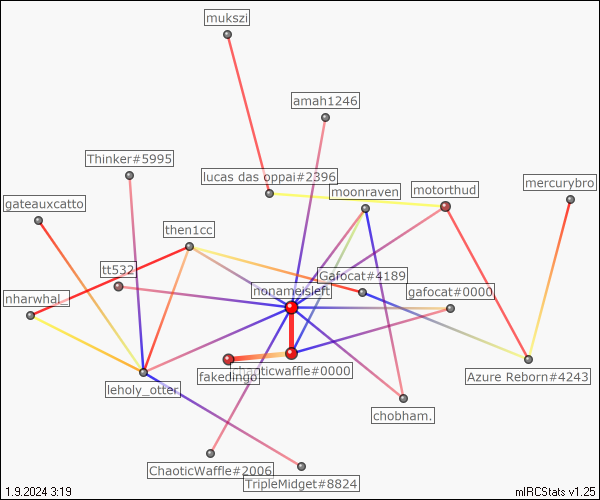 mukszi
amah1246
Thinker#5995
lucas das oppai#2396
moonraven
motorthud
mercurybro
gateauxcatto
then1cc
tt532
Gafocat#4189
nharwhal_
nonameisleft
gafocat#0000
fakedingo
chaoticwaffle#0000
Azure Reborn#4243
leholy_otter
chobham.
ChaoticWaffle#2006
TripleMidget#8824
1.9.2024 3:19
mIRCStats v1.25